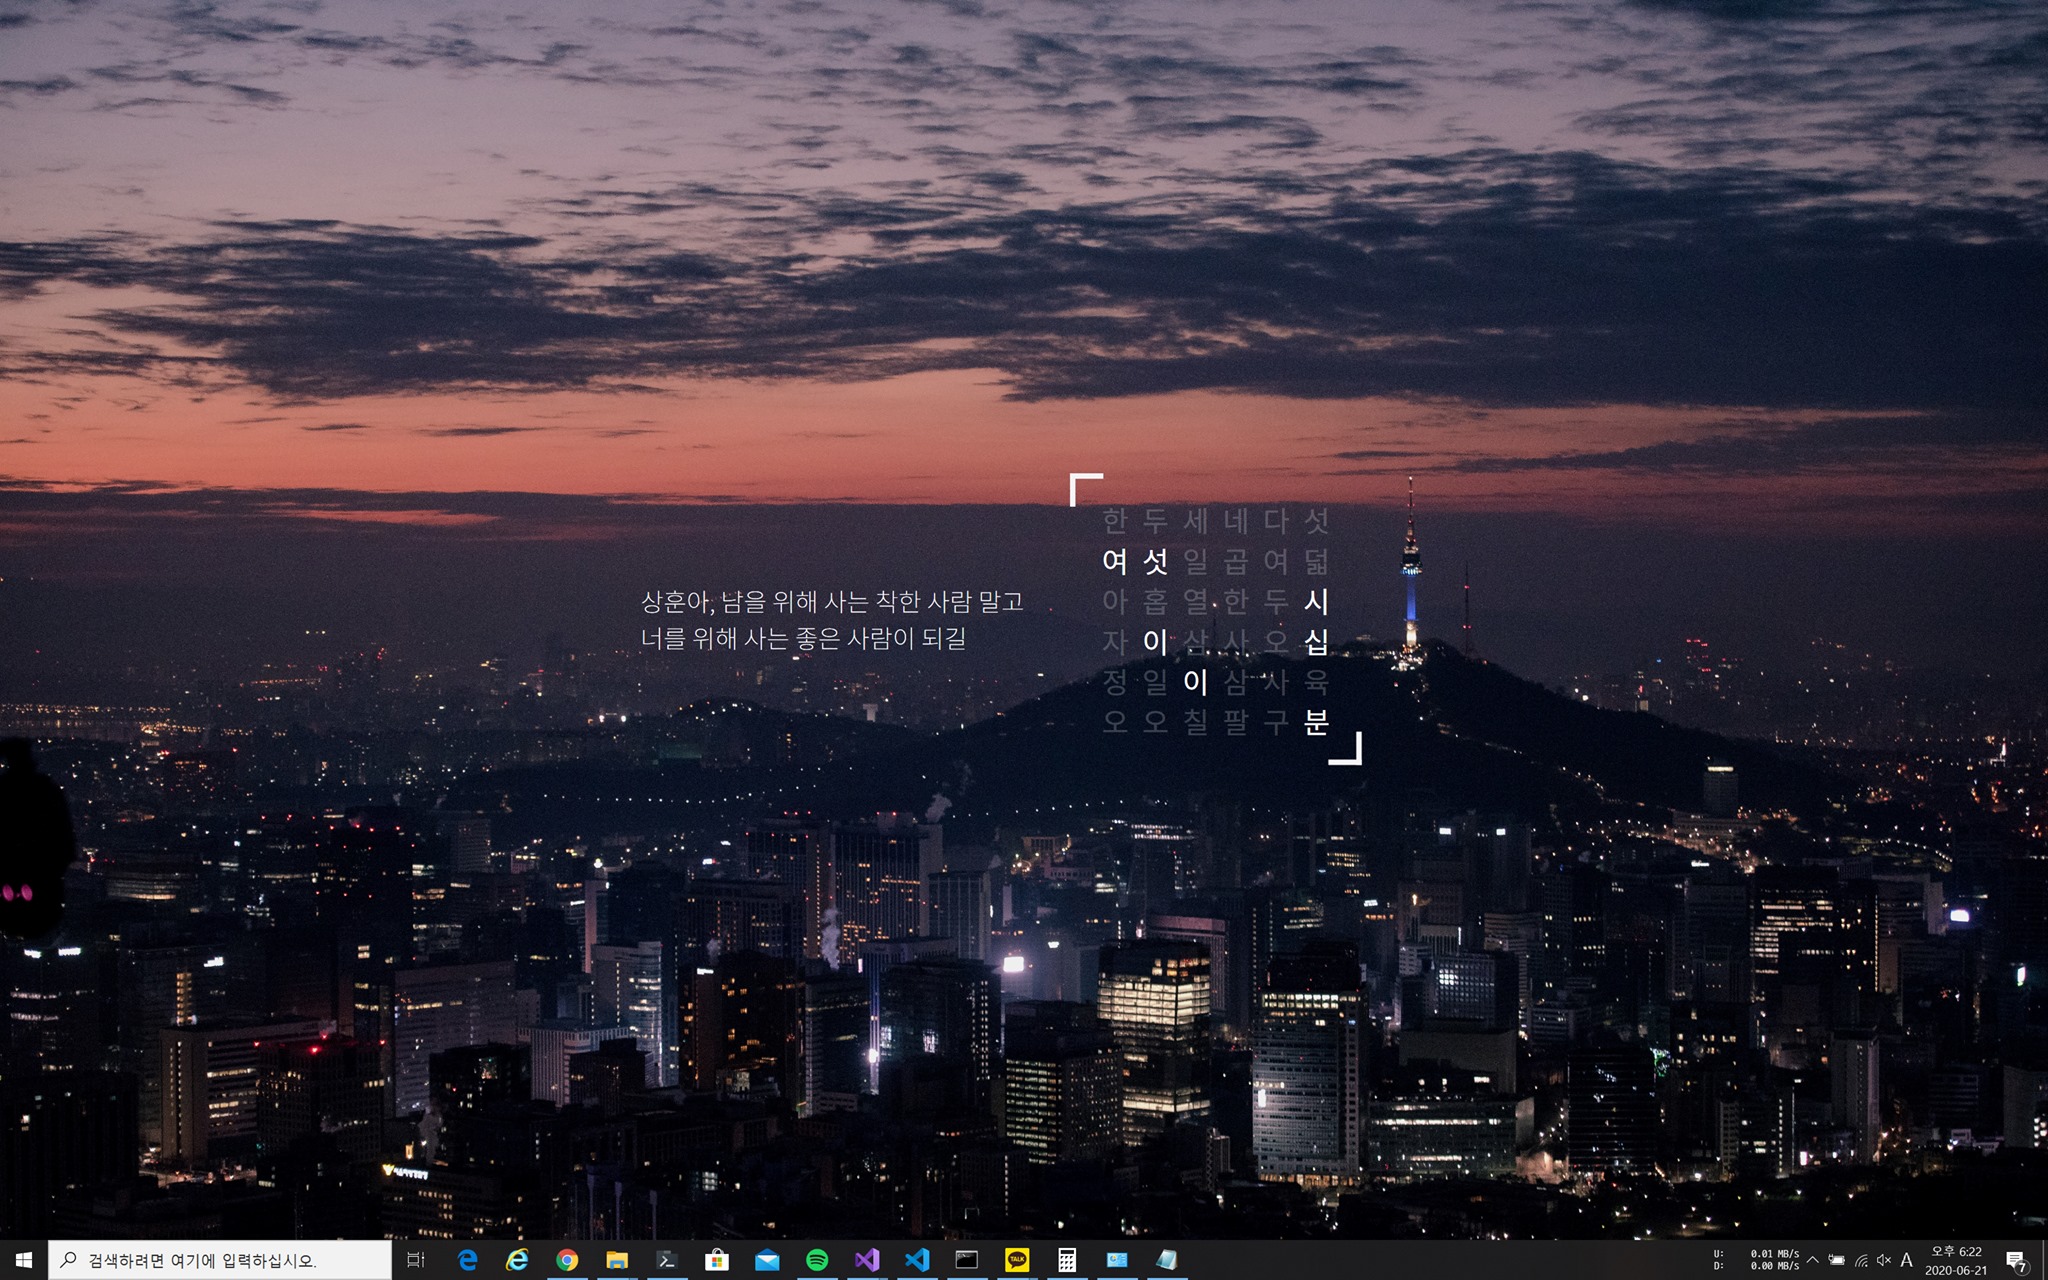 상훈아, 남을 위해 사는 착한 사람 말고
너를 위해 사는 좋은 사람이 되길
한 두 세 네 다 섯
여 섯 일 곱 여 덟
아 홉 열 한 두 시
자 이 삼 사 오 십
정 일 이 삼 사 육
오 오 칠 팔 구 분
검색하려면 여기에 입력하십시오.
TALK
U: 0.01 MB/s
D: 0.00 MB/s
A
오후 6:22
2020-06-21
7